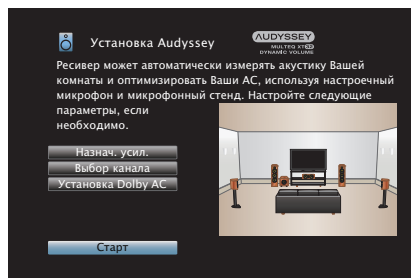 Установка Audyssey
AUDYSSEY
MULTEQ XT32
DYNAMIC VOLUME
Ресивер может автоматически измерять акустику Вашей
комнаты и оптимизировать Ваши АС, используя настроечный
микрофон и микрофонный стенд. Настройте следующие
параметры, если
необходимо.
Назнач. усил.
Выбор канала
Установка Dolby АС
Старт